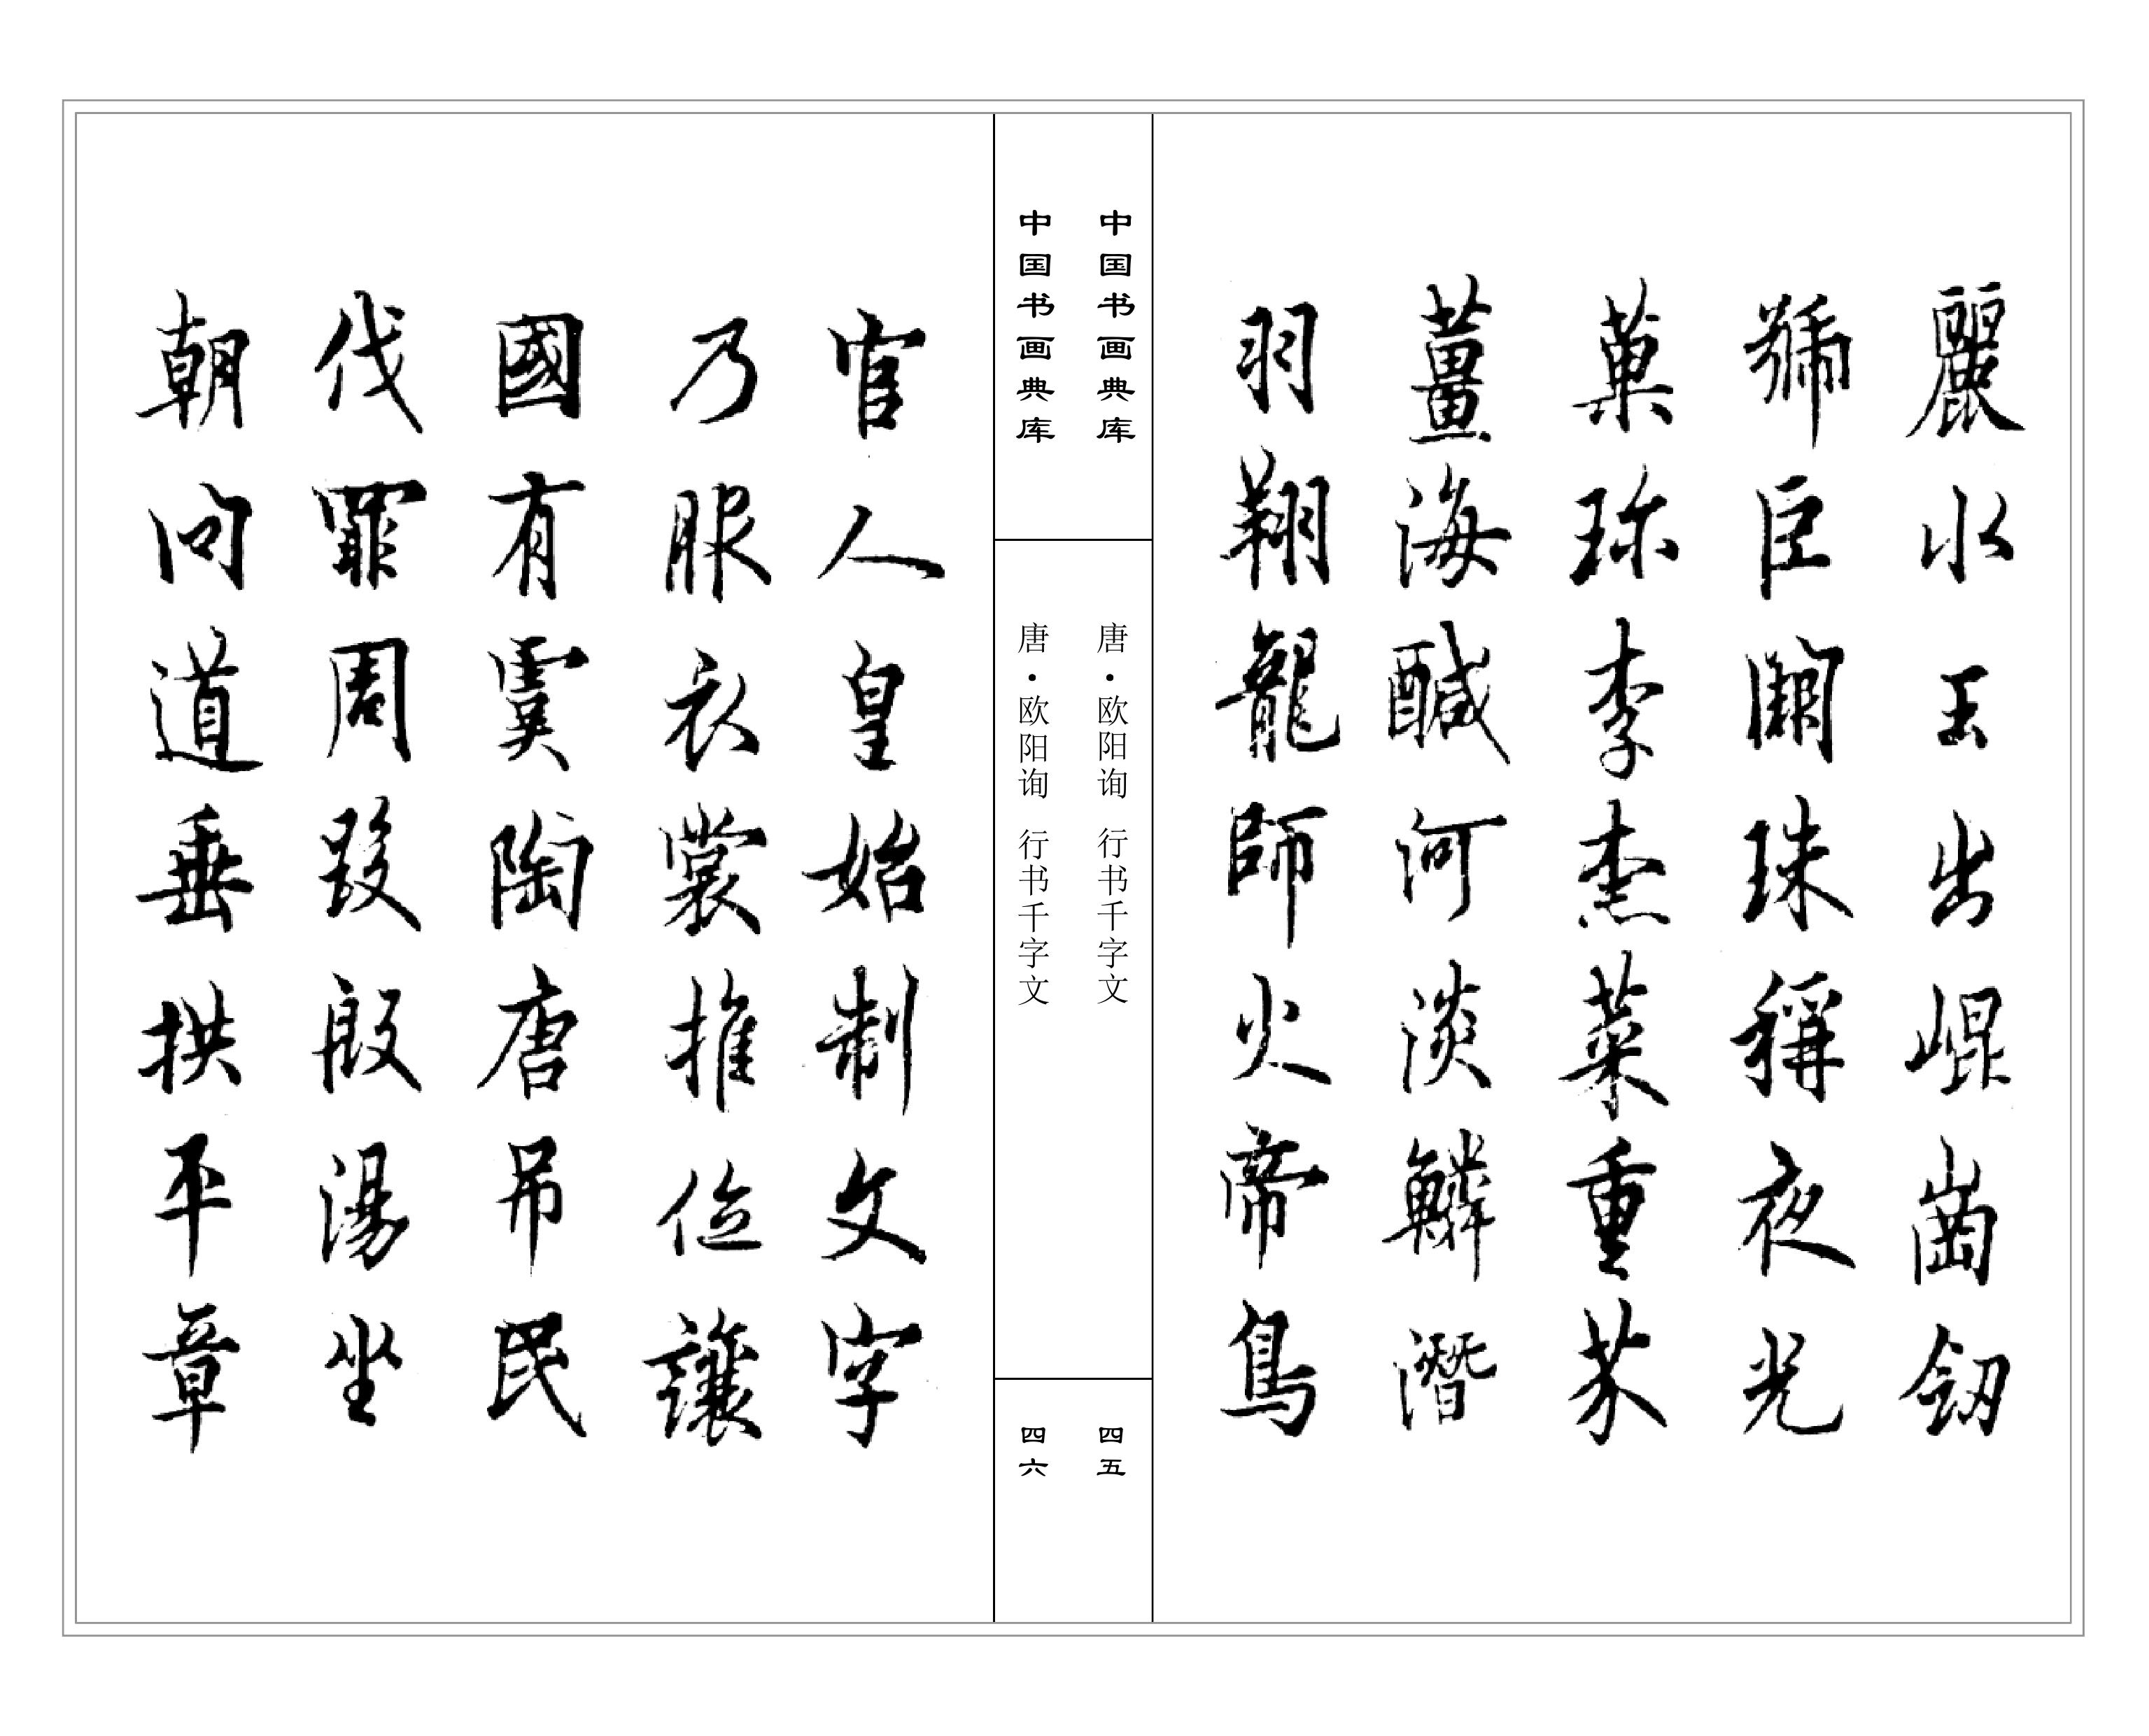 麗水玉出崐崗劒
號巨闕珠稱夜光
菓珎李柰菜重芥
薑海醎河淡鱗潛
羽翔龍師火帝鳥
中国书画典库
唐·欧阳询 行书千字文
四五
中国书画典库
唐·欧阳询 行书千字文
四六
官人皇始制文字
乃服衣裳推位讓
國有虞陶唐吊民
伐罪周發殷湯坐
朝問道垂拱平章